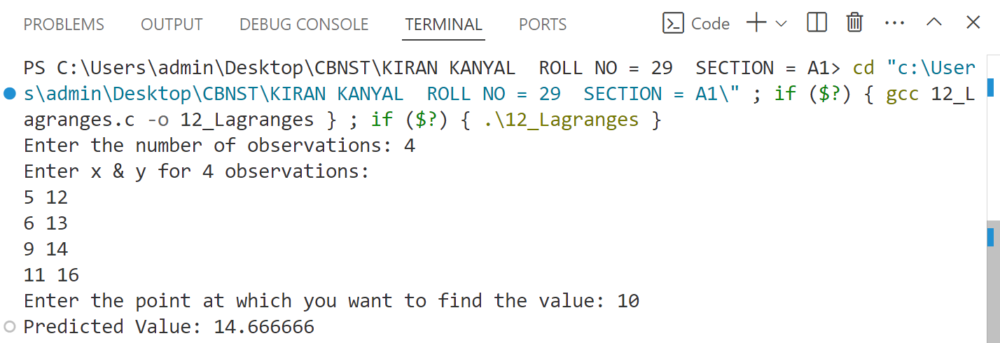 PROBLEMS OUTPUT DEBUG CONSOLE TERMINAL PORTS Code
PS C:\Users\admin\Desktop\CBNST\KIRAN KANYAL  ROLL NO = 29  SECTION = A1> cd "c:\User
s\admin\Desktop\CBNST\KIRAN KANYAL  ROLL NO = 29  SECTION = A1\" ; if ($?) { gcc 12_L
agranges.c -o 12_Lagranges } ; if ($?) { .\12_Lagranges }
Enter the number of observations: 4
Enter x & y for 4 observations:
5 12
6 13
9 14
11 16
Enter the point at which you want to find the value: 10
Predicted Value: 14.666666